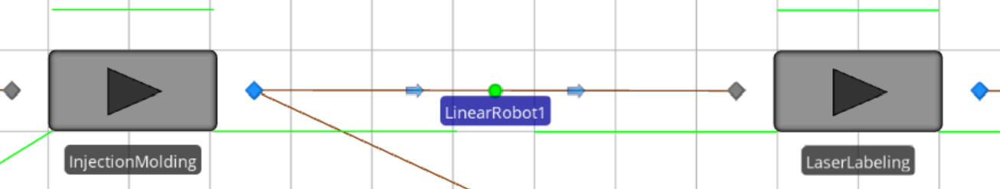 LinearRobot1
InjectionMolding
LaserLabeling